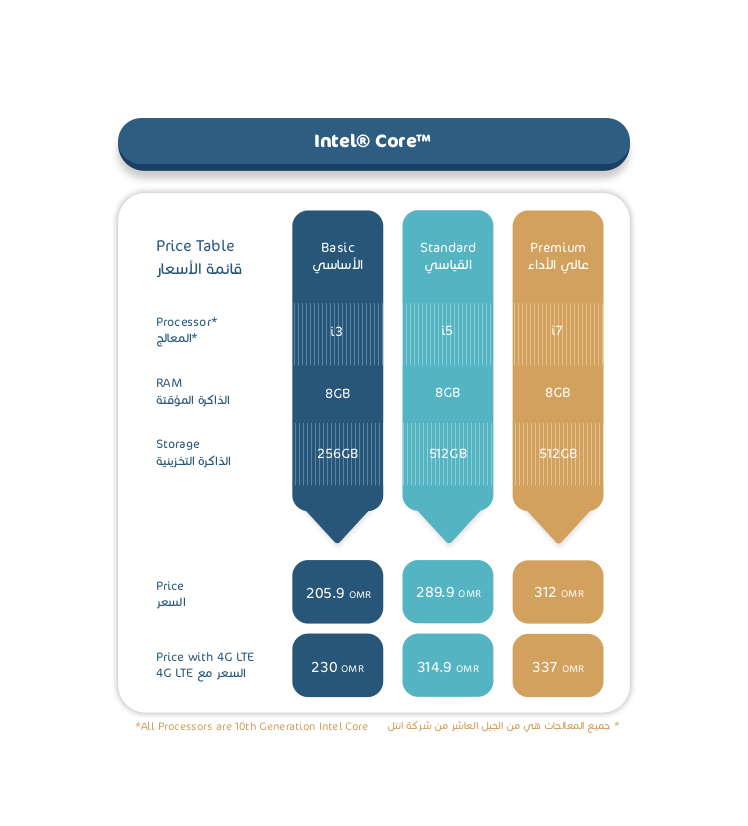 Intel® Core™
Price Table
قائمة الأسعار
Basic
الأساسي
Standard
القياسي
Premium
عالي الأداء
Processor*
المعالج*
i3
i5
i7
RAM
الذاكرة المؤقتة
8GB
8GB
8GB
Storage
الذاكرة التخزينية
256GB
512GB
512GB
Price
السعر
205.9 OMR
289.9 OMR
312 OMR
Price with 4G LTE
السعر مع 4G LTE
230 OMR
314.9 OMR
337 OMR
*All Processors are 10th Generation Intel Core
* جميع المعالجات هي من الجيل العاشر من شركة انتل